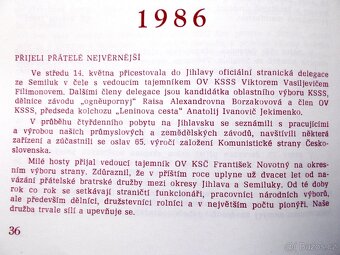 1986
PŘIJELI PŘÁTELÉ NEJVĚRNĚJŠÍ
Ve středu 14. května přicestovala do Jihlavy oficiální stranická delegace
ze Semiluk v čele s vedoucím tajemníkem OV KSSS Viktorem Vasiljevičem
Filimonovem. Dalšími členy delegace jsou kandidátka oblastního výboru KSSS,
dělnice závodu „ogněupornyj" Raisa Alexandrovna Borzakovová a člen OV
KSSS, předseda kolchozu „Leninova cesta" Anatolij Ivanovič Jekimenko.
V průběhu čtyřdenního pobytu na Jihlavsku se seznámili s pracujícími
a výrobou našich průmyslových a zemědělských závodů, navštívili některá
zařízení a zúčastnili se oslav 65. výročí založení Komunistické strany Česko-
slovenska.
Milé hosty přijal vedoucí tajemník OV KSČ František Novotný na okres-
ním výboru strany. Zdůraznil, že v příštím roce uplyne už dvacet let od na-
vázání přátelské bratrské družby mezi okresy Jihlava a Semiluky. Od té doby
rok co rok se setkávají straničtí funkcionáři, pracovníci národních výborů,
ale především dělníci, družstevní rolníci a v největším počtu pionýři. Naše
družba trvale sílí a upevňuje se.
36